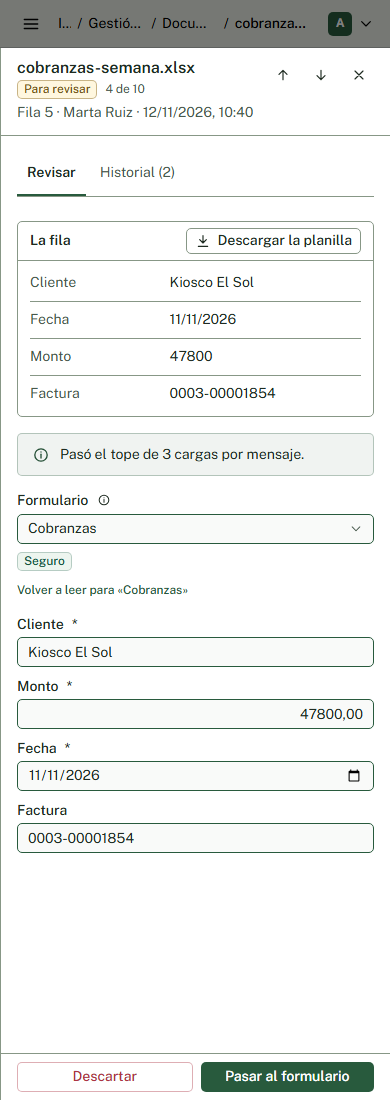 I... / Gestió... / Docu... / cobranza... A
cobranzas-semana.xlsx
Para revisar 4 de 10
Fila 5 · Marta Ruiz · 12/11/2026, 10:40
Revisar Historial (2)
La fila Descargar la planilla
Cliente Kiosco El Sol
Fecha 11/11/2026
Monto 47800
Factura 0003-00001854
Pasó el tope de 3 cargas por mensaje.
Formulario
Cobranzas
Seguro
Volver a leer para «Cobranzas»
Cliente *
Kiosco El Sol
Monto *
47800,00
Fecha *
11/11/2026
Factura
0003-00001854
Descartar Pasar al formulario